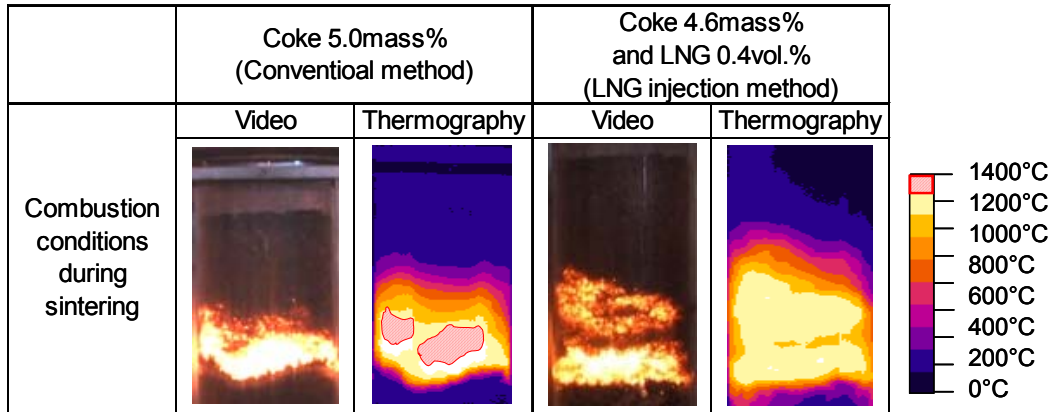 Coke 5.0mass%
(Conventioal method)
Coke 4.6mass%
and LNG 0.4vol.%
(LNG injection method)
Video
Thermography
Video
Thermography
Combustion
conditions
during
sintering
1400°C
1200°C
1000°C
800°C
600°C
400°C
200°C
0°C